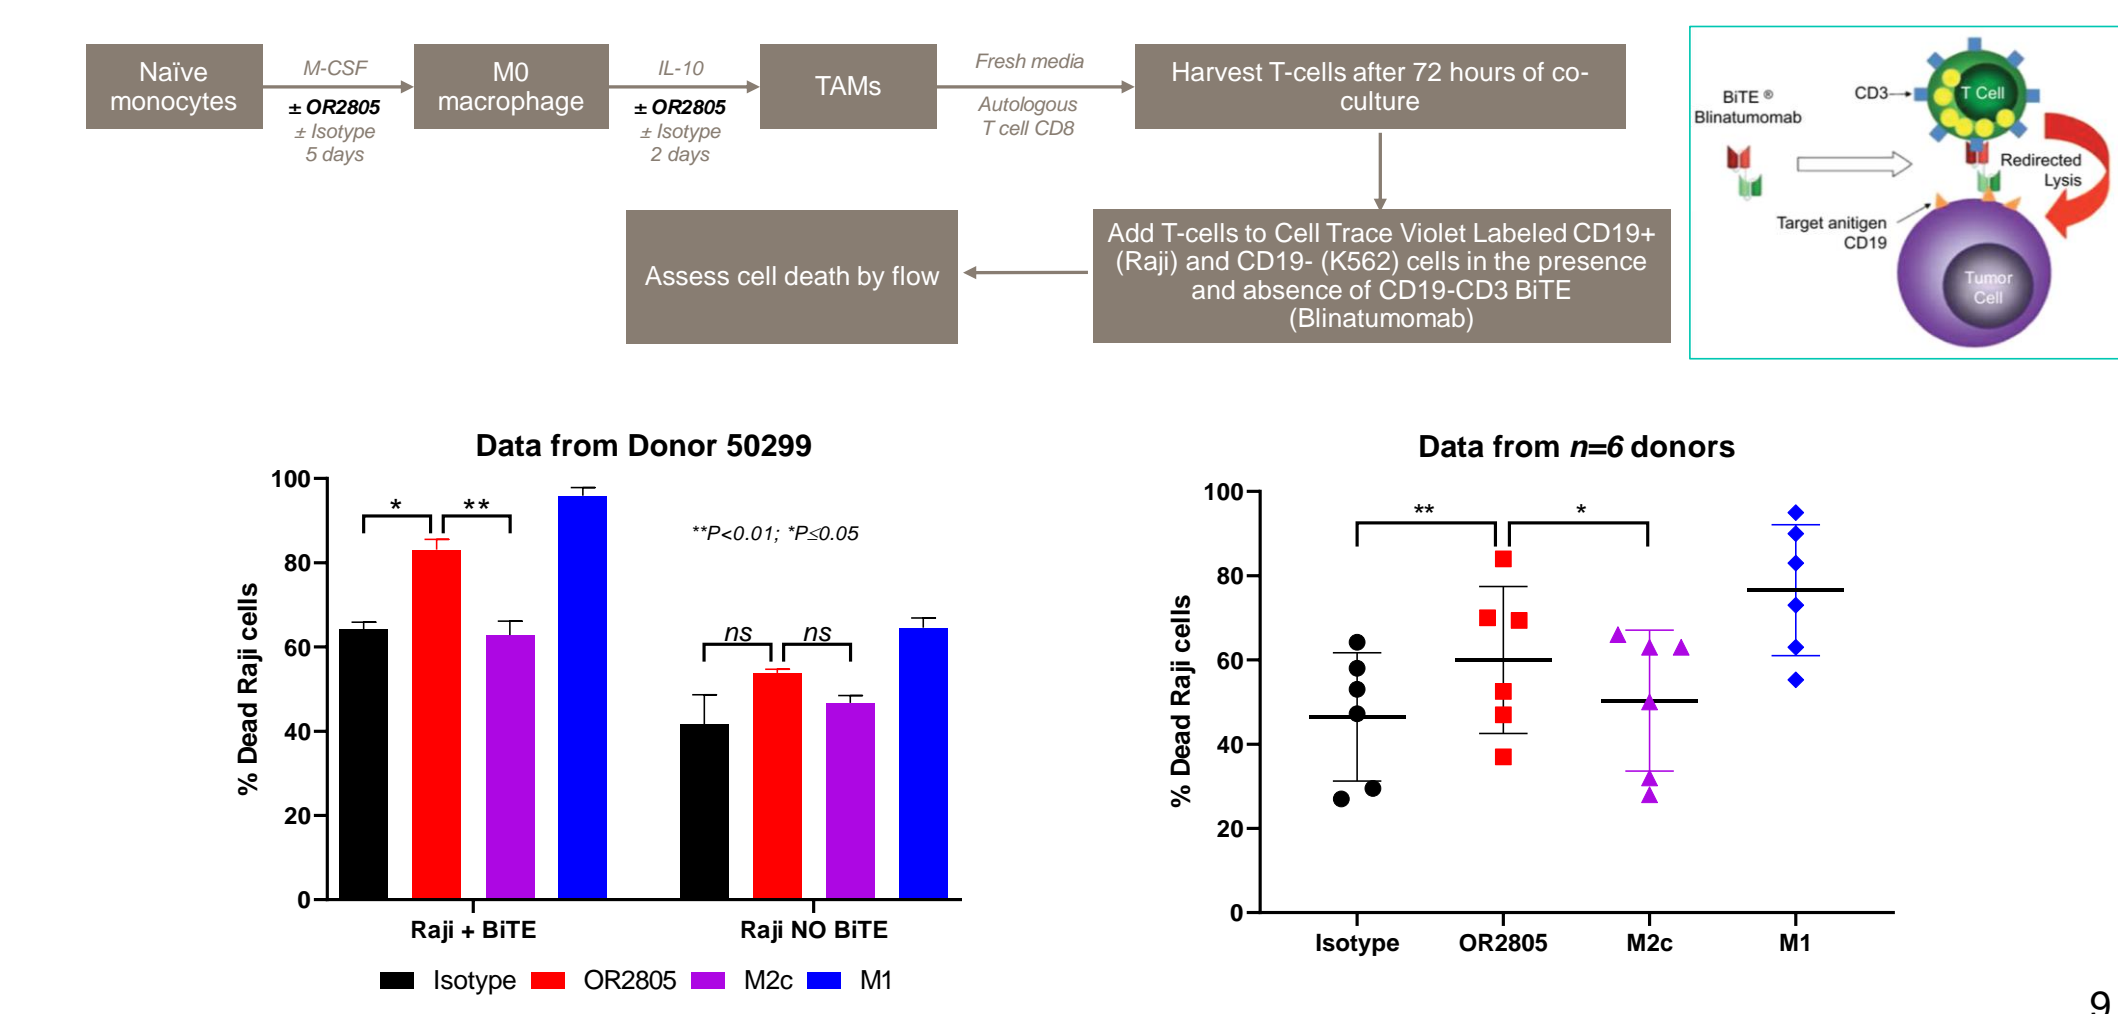 Naïve
monocytes
M-CSF
± OR2805
± Isotype
5 days
M0
macrophage
IL-10
± OR2805
± Isotype
2 days
TAMs
Fresh media
Autologous
T cell CD8
Harvest T-cells after 72 hours of co-
culture
Add T-cells to Cell Trace Violet Labeled CD19+
(Raji) and CD19- (K562) cells in the presence
and absence of CD19-CD3 BiTE
(Blinatumomab)
Assess cell death by flow
BiTE ®
Blinatumomab
CD3
T Cell
Redirected
Lysis
Target anitigen
CD19
Tumor
Cell
Data from Donor 50299
% Dead Raji cells
100
80
60
40
20
0
*
**
ns
ns
**P<0.01; *P≤0.05
Raji + BiTE
Raji NO BiTE
Isotype
OR2805
M2c
M1
Data from n=6 donors
% Dead Raji cells
100
80
60
40
20
0
**
*
Isotype
OR2805
M2c
M1
9